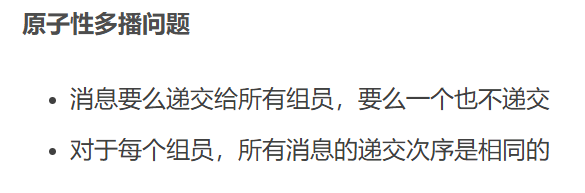 原子性多播问题
消息要么递交给所有组员，要么一个也不递交
对于每个组员，所有消息的递交次序是相同的